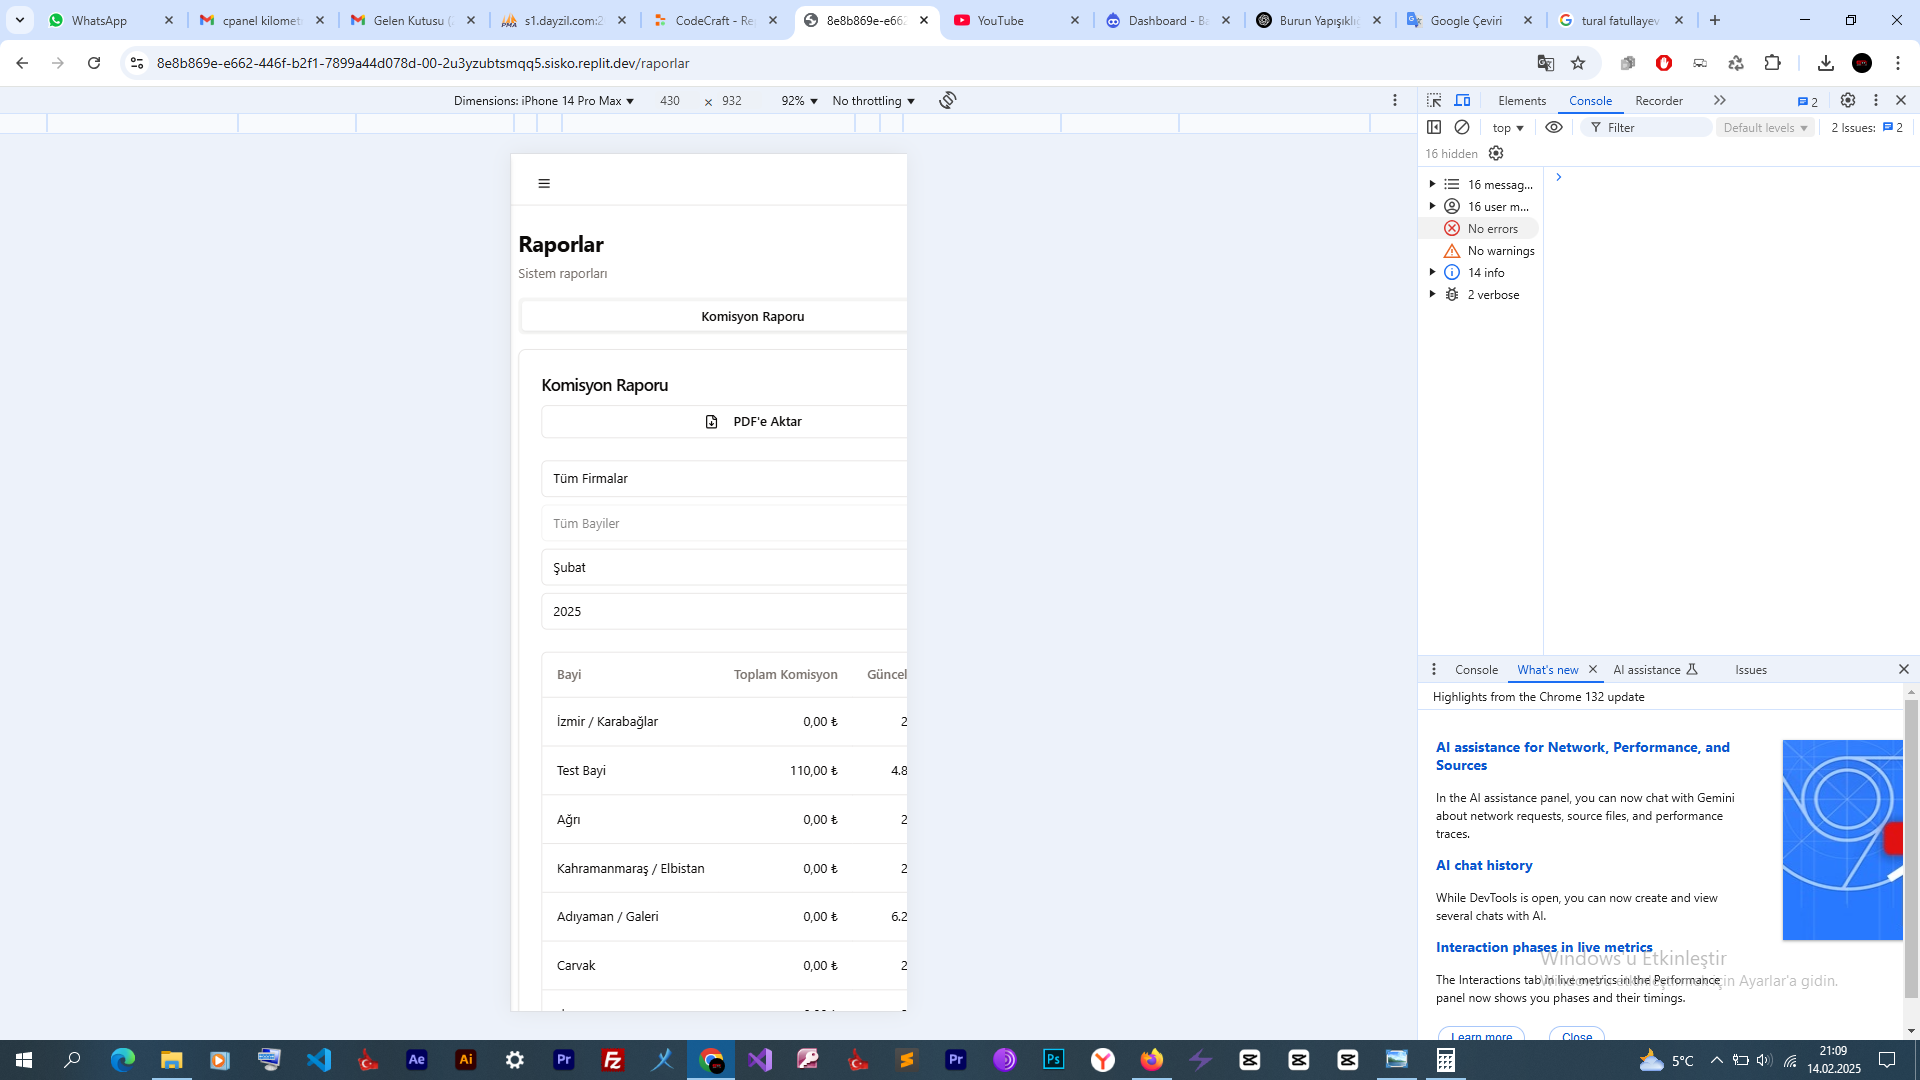 WhatsApp
cpanel kilomet
Gelen Kutusu (
s1.dayzil.com:2
CodeCraft - Re
8e8b869e-e662
YouTube
Dashboard - B
Burun Yapışıklı
Google Çeviri
tural fatullayev
8e8b869e-e662-446f-b2f1-7899a44d078d-00-2u3yzubtsmqq5.sisko.replit.dev/raporlar
Dimensions: iPhone 14 Pro Max
430 × 932
92%
No throttling
Elements
Console
Recorder
2
top
Filter
Default levels
2 Issues: 2
16 hidden
16 messag...
16 user m...
No errors
No warnings
14 info
2 verbose
Raporlar
Sistem raporları
Komisyon Raporu
Komisyon Raporu
PDF'e Aktar
Tüm Firmalar
Tüm Bayiler
Şubat
2025
Bayi Toplam Komisyon Güncel
İzmir / Karabağlar 0,00 ₺ 2
Test Bayi 110,00 ₺ 4.8
Ağrı 0,00 ₺ 2
Kahramanmaraş / Elbistan 0,00 ₺ 2
Adıyaman / Galeri 0,00 ₺ 6.2
Carvak 0,00 ₺ 2
Console
What's new
AI assistance
Issues
Highlights from the Chrome 132 update
AI assistance for Network, Performance, and
Sources
In the AI assistance panel, you can now chat with Gemini
about network requests, source files, and performance
traces.
AI chat history
While DevTools is open, you can now create and view
several chats with AI.
Interaction phases in live metrics
The Interactions tab in live metrics in the Performance
panel now shows you phases and their timings.
Learn more
Close
Windows'u Etkinleştir
Windows'u etkinleştirmek için Ayarlar'a gidin.
5°C
21:09
14.02.2025